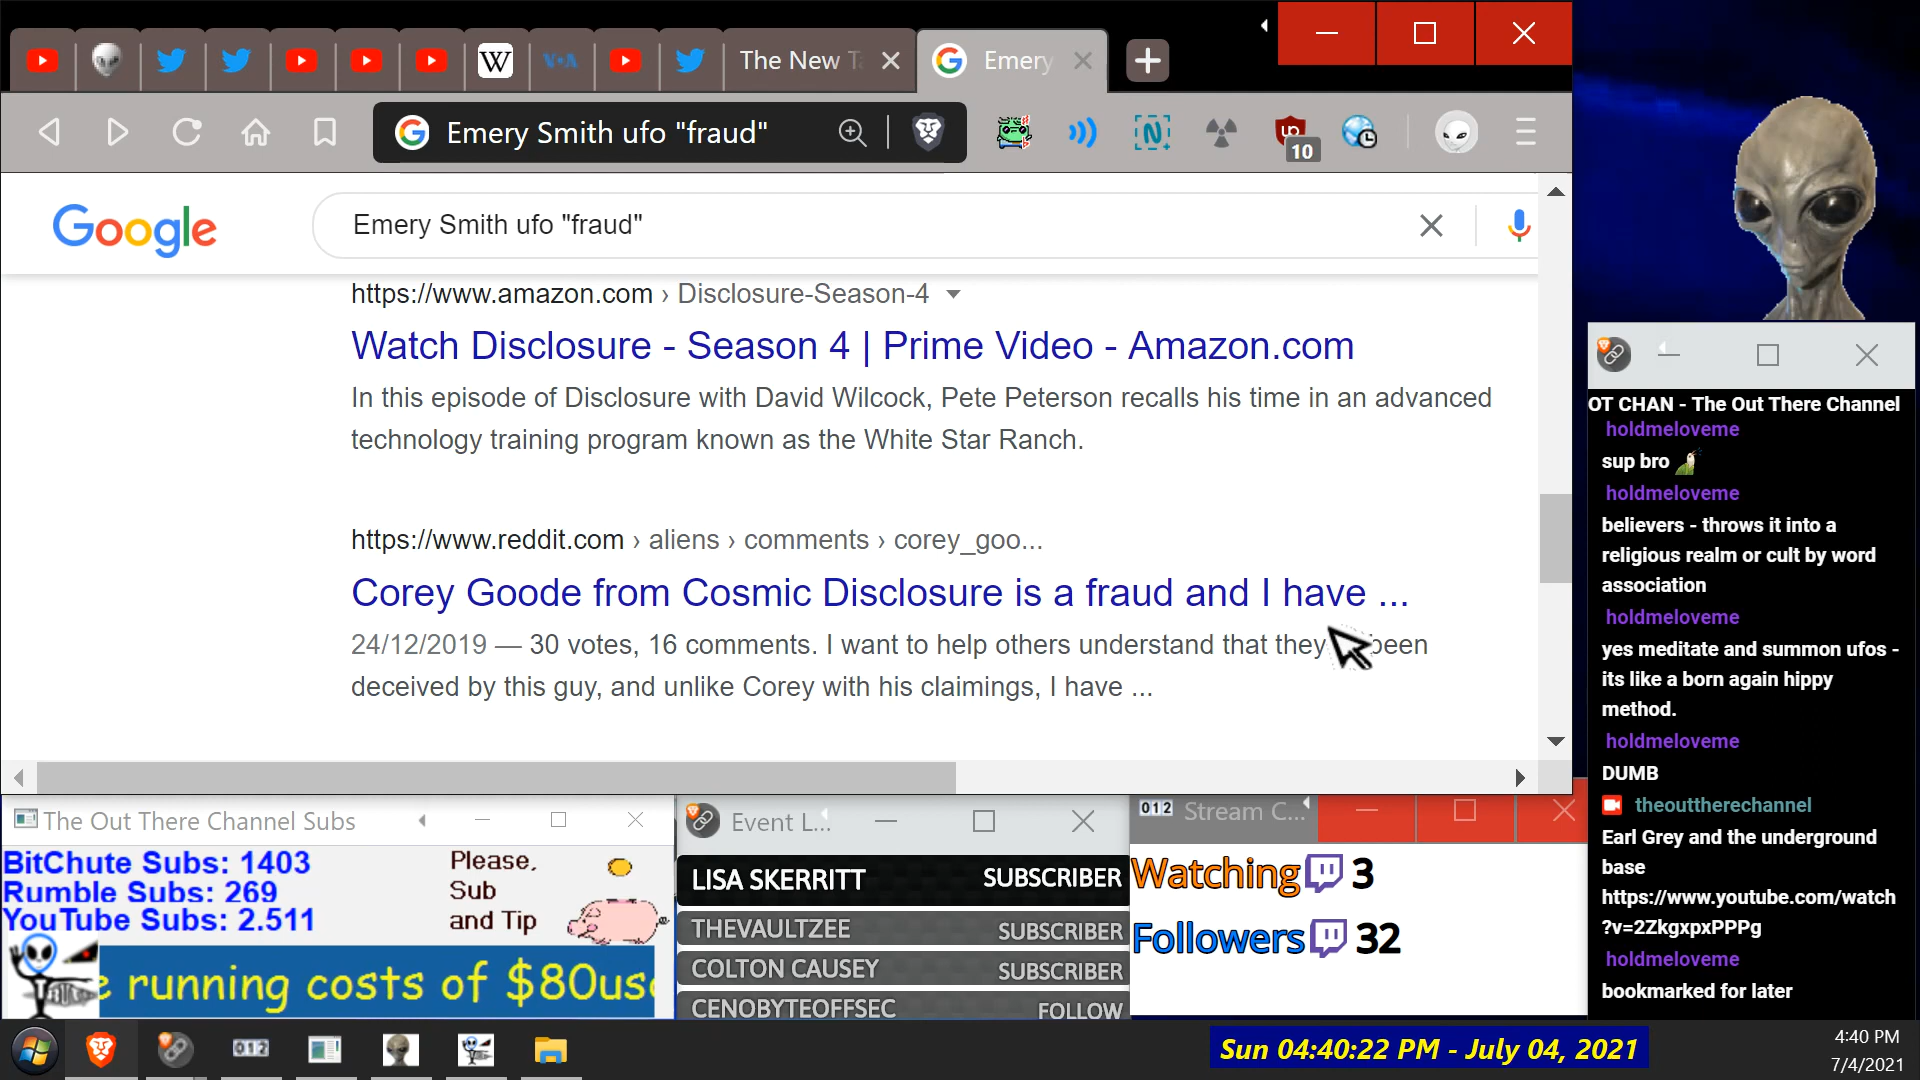 The New Ta
Emery
Emery Smith ufo "fraud"
10
Google
Emery Smith ufo "fraud"
https://www.amazon.com › Disclosure-Season-4
Watch Disclosure - Season 4 | Prime Video - Amazon.com
In this episode of Disclosure with David Wilcock, Pete Peterson recalls his time in an advanced
technology training program known as the White Star Ranch.
https://www.reddit.com › aliens › comments › corey_goo...
Corey Goode from Cosmic Disclosure is a fraud and I have ...
24/12/2019 — 30 votes, 16 comments. I want to help others understand that they been
deceived by this guy, and unlike Corey with his claimings, I have ...
OT CHAN - The Out There Channel
holdmeloveme
sup bro
holdmeloveme
believers - throws it into a
religious realm or cult by word
association
holdmeloveme
yes meditate and summon ufos -
its like a born again hippy
method.
holdmeloveme
DUMB
theouttherechannel
Earl Grey and the underground
base
https://www.youtube.com/watch
?v=2ZkgxpxPPPg
holdmeloveme
bookmarked for later
The Out There Channel Subs
BitChute Subs: 1403
Rumble Subs: 269
YouTube Subs: 2.511
Please,
Sub
and Tip
running costs of $80us
Event L...
LISA SKERRITT SUBSCRIBER
THEVAULTZEE SUBSCRIBER
COLTON CAUSEY SUBSCRIBER
CENOBYTEOFFSEC FOLLOW
012 Stream C...
Watching 3
Followers 32
012
Sun 04:40:22 PM - July 04, 2021
4:40 PM
7/4/2021